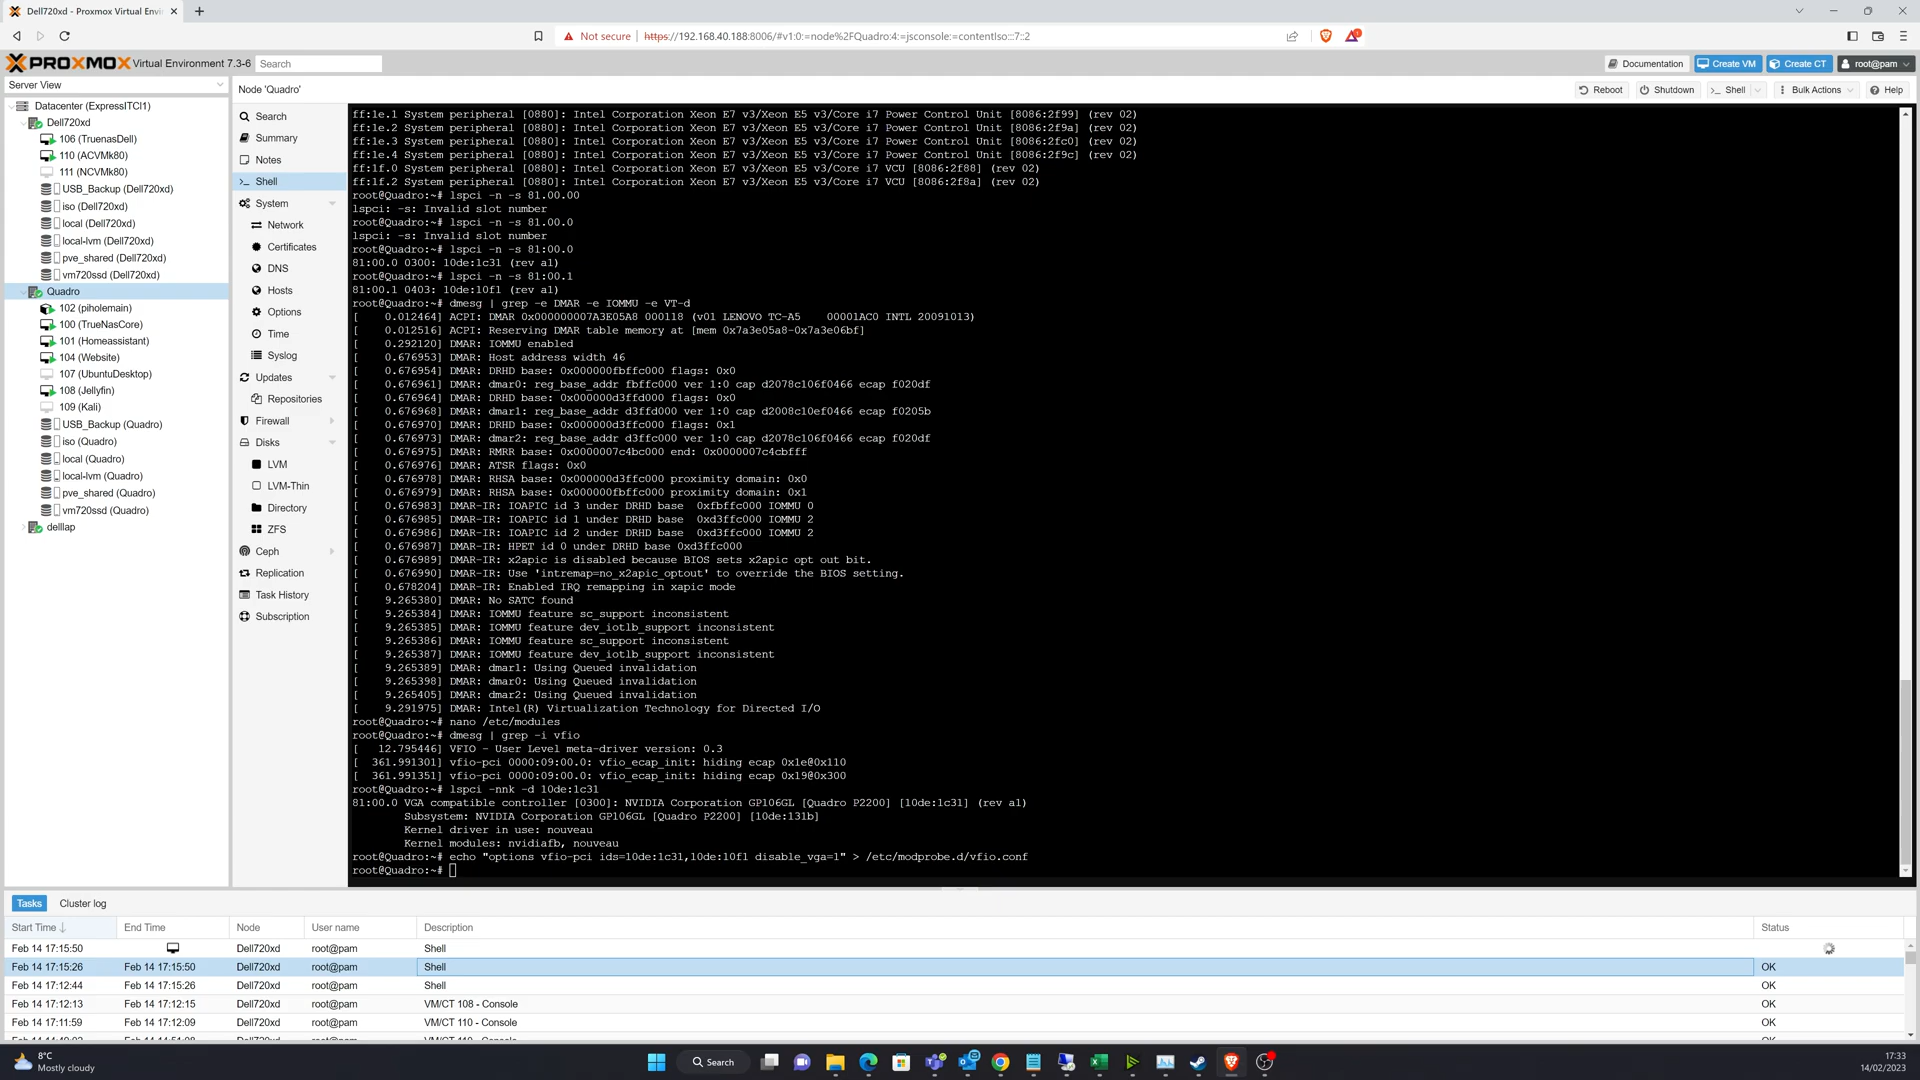 Dell720xd - Proxmox Virtual Envi
Not secure
https://192.168.40.188:8006/#v1:0:=node%2FQuadro:4:=jsconsole:=contentIso:::7::2
PROXMOX Virtual Environment 7.3-6
Search
Documentation
Create VM
Create CT
root@pam
Server View
Datacenter (ExpressITCl1)
Dell720xd
106 (TruenasDell)
110 (ACVMk80)
111 (NCVMk80)
USB_Backup (Dell720xd)
iso (Dell720xd)
local (Dell720xd)
local-lvm (Dell720xd)
pve_shared (Dell720xd)
vm720ssd (Dell720xd)
Quadro
102 (piholemain)
100 (TrueNasCore)
101 (Homeassistant)
104 (Website)
107 (UbuntuDesktop)
108 (Jellyfin)
109 (Kali)
USB_Backup (Quadro)
iso (Quadro)
local (Quadro)
local-lvm (Quadro)
pve_shared (Quadro)
vm720ssd (Quadro)
delllap
Node 'Quadro'
Reboot
Shutdown
Shell
Bulk Actions
Help
Search
Summary
Notes
Shell
System
Network
Certificates
DNS
Hosts
Options
Time
Syslog
Updates
Repositories
Firewall
Disks
LVM
LVM-Thin
Directory
ZFS
Ceph
Replication
Task History
Subscription
ff:1e.1 System peripheral [0880]: Intel Corporation Xeon E7 v3/Xeon E5 v3/Core i7 Power Control Unit [8086:2f99] (rev 02)
ff:1e.2 System peripheral [0880]: Intel Corporation Xeon E7 v3/Xeon E5 v3/Core i7 Power Control Unit [8086:2f9a] (rev 02)
ff:1e.3 System peripheral [0880]: Intel Corporation Xeon E7 v3/Xeon E5 v3/Core i7 Power Control Unit [8086:2fc0] (rev 02)
ff:1e.4 System peripheral [0880]: Intel Corporation Xeon E7 v3/Xeon E5 v3/Core i7 Power Control Unit [8086:2f9c] (rev 02)
ff:1f.0 System peripheral [0880]: Intel Corporation Xeon E7 v3/Xeon E5 v3/Core i7 VCU [8086:2f88] (rev 02)
ff:1f.2 System peripheral [0880]: Intel Corporation Xeon E7 v3/Xeon E5 v3/Core i7 VCU [8086:2f8a] (rev 02)
root@Quadro:~# lspci -n -s 81.00.00
lspci: -s: Invalid slot number
root@Quadro:~# lspci -n -s 81.00.0
lspci: -s: Invalid slot number
root@Quadro:~# lspci -n -s 81:00.0
81:00.0 0300: 10de:1c31 (rev a1)
root@Quadro:~# lspci -n -s 81:00.1
81:00.1 0403: 10de:10f1 (rev a1)
root@Quadro:~# dmesg | grep -e DMAR -e IOMMU -e VT-d
[    0.012464] ACPI: DMAR 0x000000007A3E05A8 000118 (v01 LENOVO TC-A5    00001AC0 INTL 20091013)
[    0.012516] ACPI: Reserving DMAR table memory at [mem 0x7a3e05a8-0x7a3e06bf]
[    0.292120] DMAR: IOMMU enabled
[    0.676953] DMAR: Host address width 46
[    0.676954] DMAR: DRHD base: 0x000000fbffc000 flags: 0x0
[    0.676961] DMAR: dmar0: reg_base_addr fbffc000 ver 1:0 cap d2078c106f0466 ecap f020df
[    0.676964] DMAR: DRHD base: 0x000000d3ffd000 flags: 0x0
[    0.676968] DMAR: dmar1: reg_base_addr d3ffd000 ver 1:0 cap d2008c10ef0466 ecap f0205b
[    0.676970] DMAR: DRHD base: 0x000000d3ffc000 flags: 0x1
[    0.676973] DMAR: dmar2: reg_base_addr d3ffc000 ver 1:0 cap d2078c106f0466 ecap f020df
[    0.676975] DMAR: RMRR base: 0x0000007c4bc000 end: 0x0000007c4cbfff
[    0.676976] DMAR: ATSR flags: 0x0
[    0.676978] DMAR: RHSA base: 0x000000d3ffc000 proximity domain: 0x0
[    0.676979] DMAR: RHSA base: 0x000000fbffc000 proximity domain: 0x1
[    0.676983] DMAR-IR: IOAPIC id 3 under DRHD base  0xfbffc000 IOMMU 0
[    0.676985] DMAR-IR: IOAPIC id 1 under DRHD base  0xd3ffc000 IOMMU 2
[    0.676986] DMAR-IR: IOAPIC id 2 under DRHD base  0xd3ffc000 IOMMU 2
[    0.676987] DMAR-IR: HPET id 0 under DRHD base 0xd3ffc000
[    0.676989] DMAR-IR: x2apic is disabled because BIOS sets x2apic opt out bit.
[    0.676990] DMAR-IR: Use 'intremap=no_x2apic_optout' to override the BIOS setting.
[    0.678204] DMAR-IR: Enabled IRQ remapping in xapic mode
[    9.265380] DMAR: No SATC found
[    9.265384] DMAR: IOMMU feature sc_support inconsistent
[    9.265385] DMAR: IOMMU feature dev_iotlb_support inconsistent
[    9.265386] DMAR: IOMMU feature sc_support inconsistent
[    9.265387] DMAR: IOMMU feature dev_iotlb_support inconsistent
[    9.265389] DMAR: dmar1: Using Queued invalidation
[    9.265398] DMAR: dmar0: Using Queued invalidation
[    9.265405] DMAR: dmar2: Using Queued invalidation
[    9.291975] DMAR: Intel(R) Virtualization Technology for Directed I/O
root@Quadro:~# nano /etc/modules
root@Quadro:~# dmesg | grep -i vfio
[   12.795446] VFIO - User Level meta-driver version: 0.3
[  361.991301] vfio-pci 0000:09:00.0: vfio_ecap_init: hiding ecap 0x1e@0x110
[  361.991351] vfio-pci 0000:09:00.0: vfio_ecap_init: hiding ecap 0x19@0x300
root@Quadro:~# lspci -nnk -d 10de:1c31
81:00.0 VGA compatible controller [0300]: NVIDIA Corporation GP106GL [Quadro P2200] [10de:1c31] (rev a1)
Subsystem: NVIDIA Corporation GP106GL [Quadro P2200] [10de:131b]
Kernel driver in use: nouveau
Kernel modules: nvidiafb, nouveau
root@Quadro:~# echo "options vfio-pci ids=10de:1c31,10de:10f1 disable_vga=1" > /etc/modprobe.d/vfio.conf
root@Quadro:~#
Tasks
Cluster log
Start Time End Time Node User name Description Status
Feb 14 17:15:50 Dell720xd root@pam Shell
Feb 14 17:15:26 Feb 14 17:15:50 Dell720xd root@pam Shell OK
Feb 14 17:12:44 Feb 14 17:15:26 Dell720xd root@pam Shell OK
Feb 14 17:12:13 Feb 14 17:12:15 Dell720xd root@pam VM/CT 108 - Console OK
Feb 14 17:11:59 Feb 14 17:12:09 Dell720xd root@pam VM/CT 110 - Console OK
8°C
Mostly cloudy
Search
17:33
14/02/2023